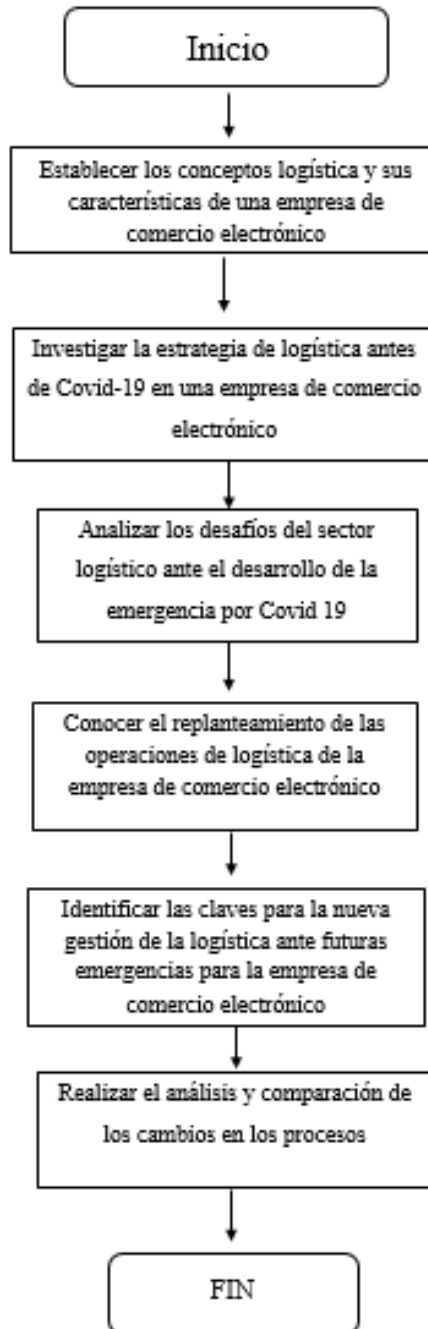 Inicio
Establecer los conceptos logística y sus
características de una empresa de
comercio electrónico
Investigar la estrategia de logística antes
de Covid-19 en una empresa de comercio
electrónico
Analizar los desafíos del sector
logístico ante el desarrollo de la
emergencia por Covid 19
Conocer el replanteamiento de las
operaciones de logística de la
empresa de comercio electrónico
Identificar las claves para la nueva
gestión de la logística ante futuras
emergencias para la empresa de
comercio electrónico
Realizar el análisis y comparación de
los cambios en los procesos
FIN